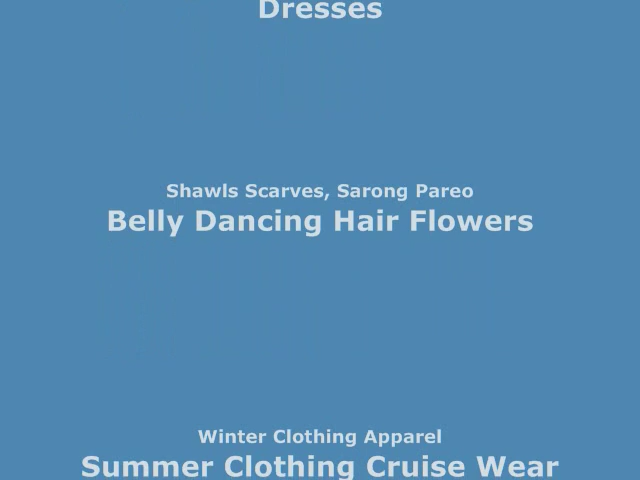 Dresses
Shawls Scarves, Sarong Pareo
Belly Dancing Hair Flowers
Winter Clothing Apparel
Summer Clothing Cruise Wear